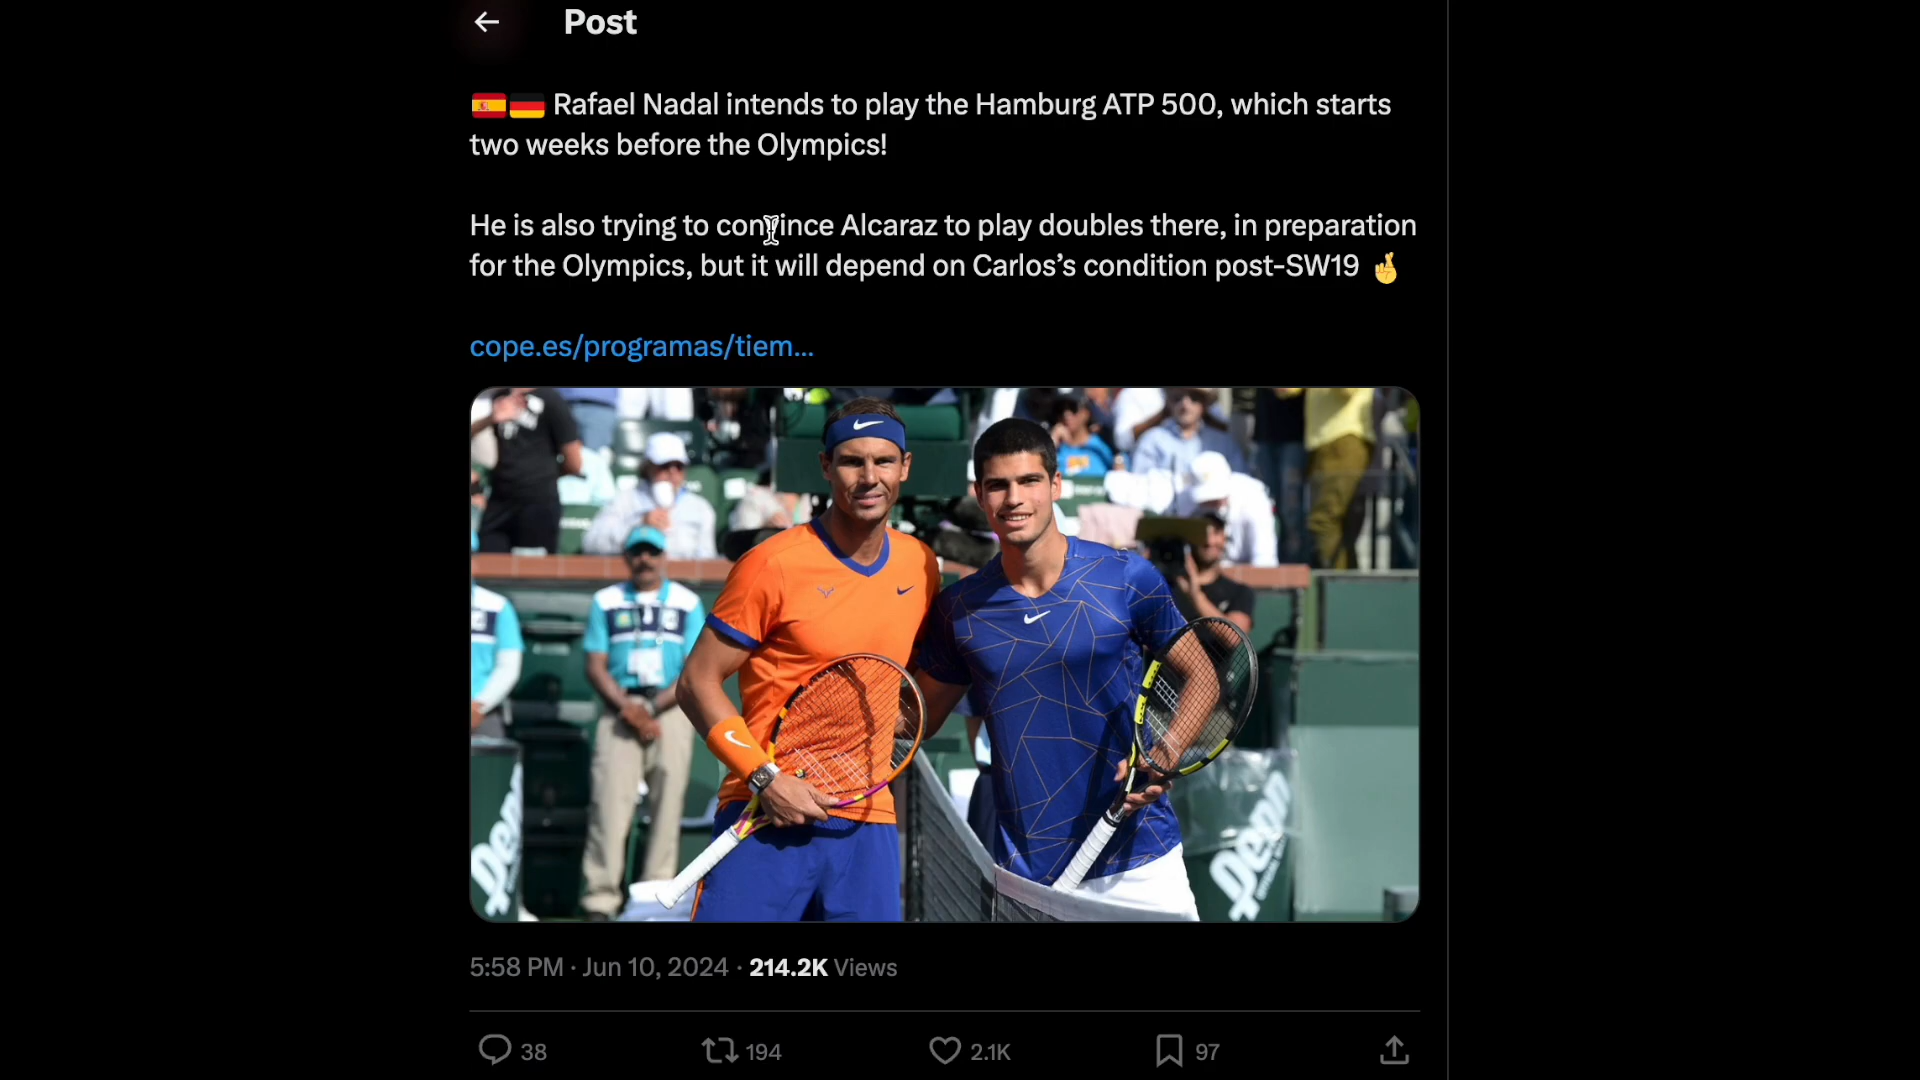 Post
🇪🇸🇩🇪 Rafael Nadal intends to play the Hamburg ATP 500, which starts
two weeks before the Olympics!
He is also trying to convince Alcaraz to play doubles there, in preparation
for the Olympics, but it will depend on Carlos’s condition post-SW19 🤞
cope.es/programas/tiem…
Penn
Penn
5:58 PM · Jun 10, 2024 · 214.2K Views
38 194 2.1K 97